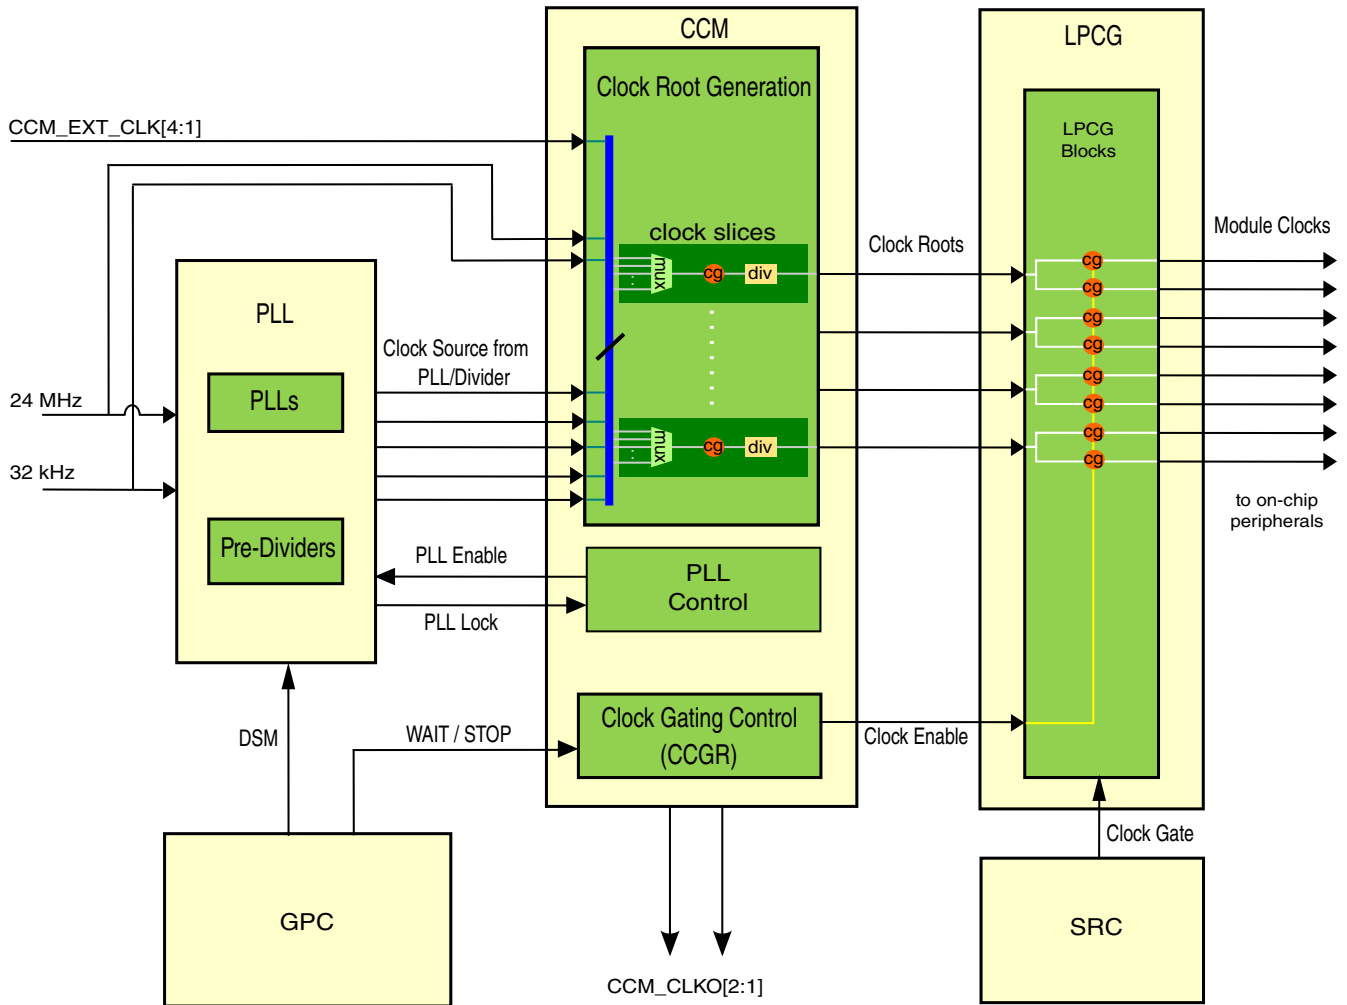 CCM
LPCG
Clock Root Generation
CCM_EXT_CLK[4:1]
LPCG
Blocks
clock slices
Clock Roots
Module Clocks
mux
cg
div
cg
cg
cg
cg
cg
cg
cg
cg
PLL
Clock Source from
PLL/Divider
PLLs
24 MHz
mux
cg
div
32 kHz
to on-chip
peripherals
Pre-Dividers
PLL Enable
PLL
Control
PLL Lock
Clock Gating Control
(CCGR)
DSM
WAIT / STOP
Clock Enable
Clock Gate
GPC
SRC
CCM_CLKO[2:1]